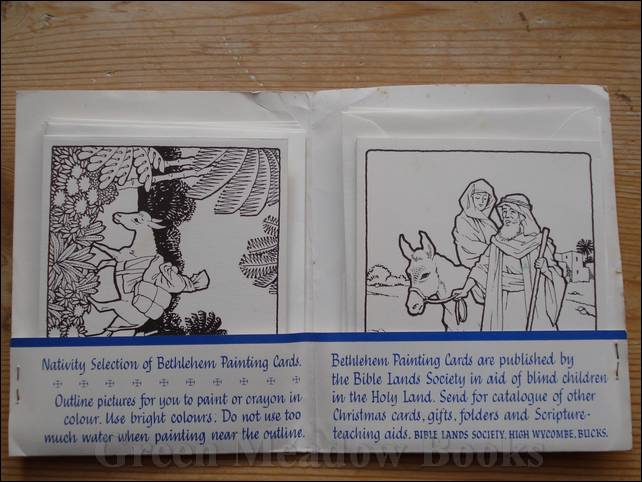 Nativity Selection of Bethlehem Painting Cards.
Outline pictures for you to paint or crayon in
colour. Use bright colours. Do not use too
much water when painting near the outline.
Bethlehem Painting Cards are published by
the Bible Lands Society in aid of blind children
in the Holy Land. Send for catalogue of other
Christmas cards, gifts, folders and Scripture-
teaching aids. BIBLE LANDS SOCIETY, HIGH WYCOMBE, BUCKS.
Green Meadow Books